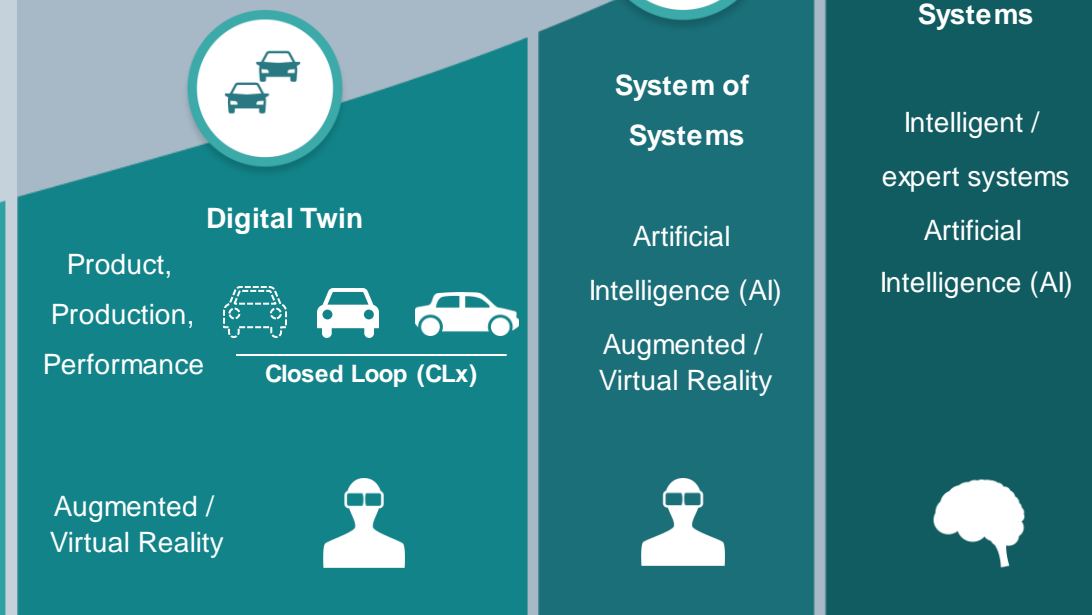 Digital Twin
Product,
Production,
Performance
Closed Loop (CLx)
Augmented /
Virtual Reality
System of
Systems
Artificial
Intelligence (AI)
Augmented /
Virtual Reality
Systems
Intelligent /
expert systems
Artificial
Intelligence (AI)